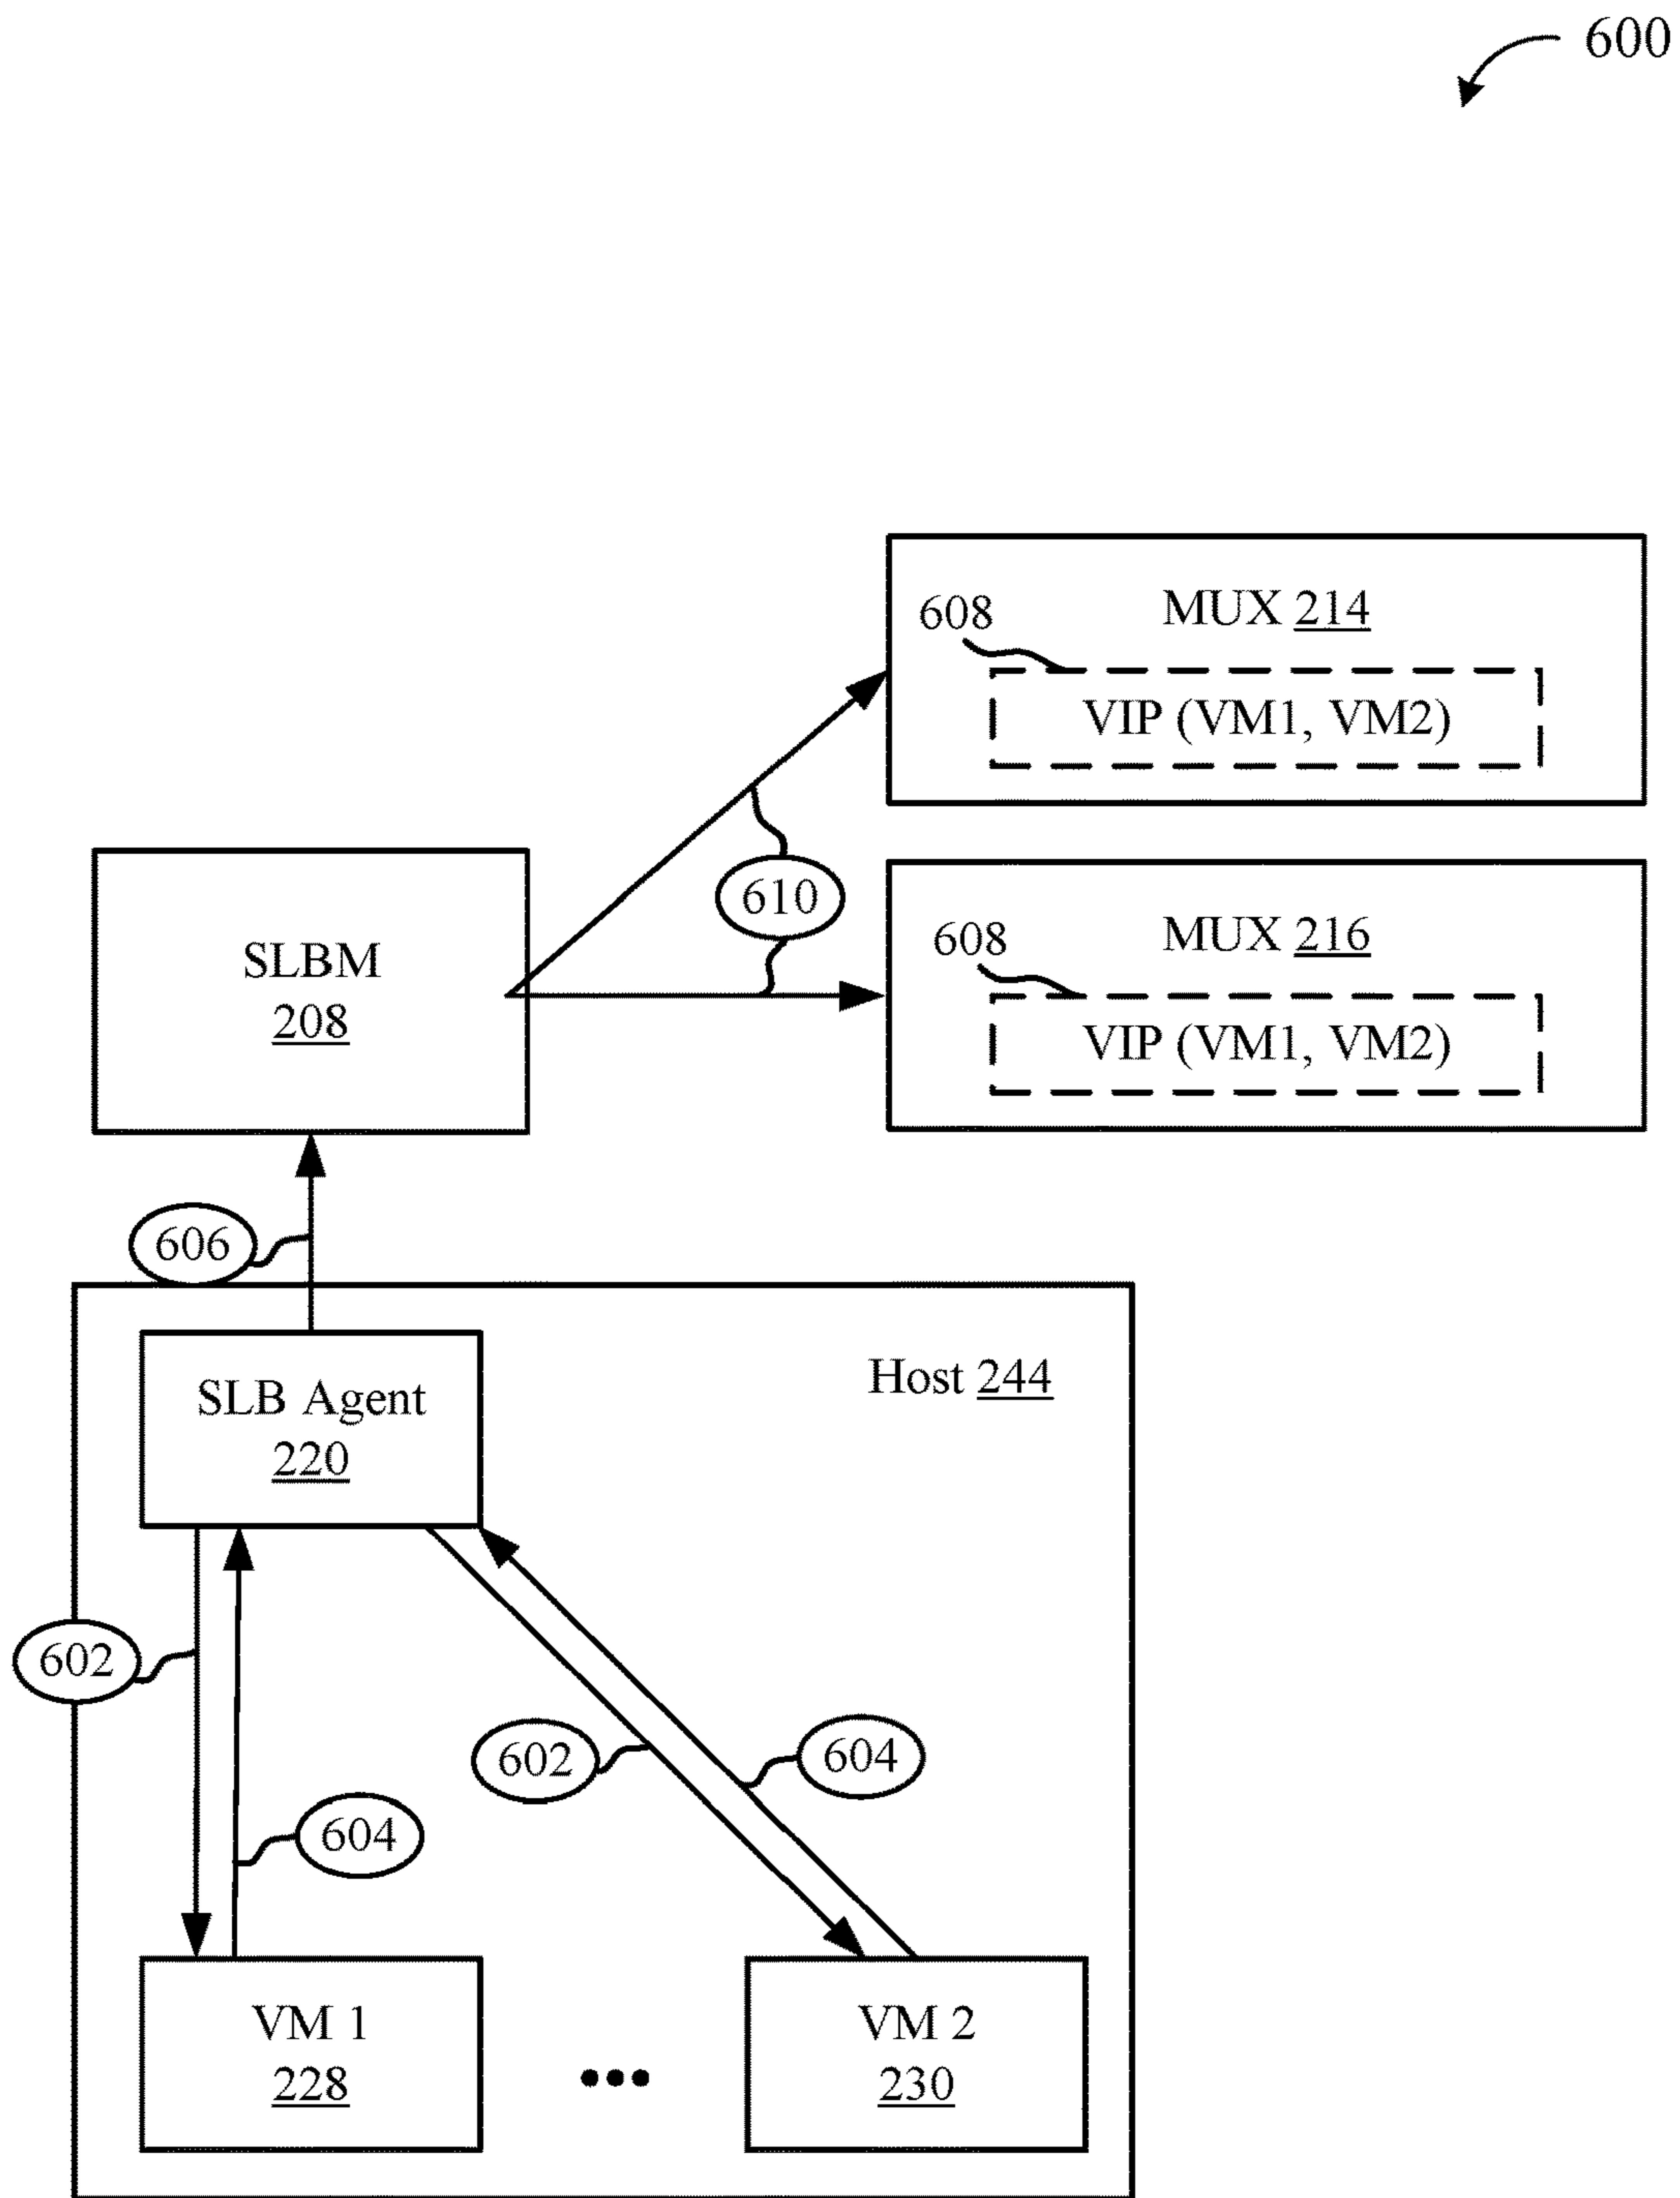 600
608
MUX 214
VIP (VM1, VM2)
610
608
MUX 216
VIP (VM1, VM2)
SLBM
208
606
Host 244
SLB Agent
220
602
602
604
604
VM 1
228
VM 2
230